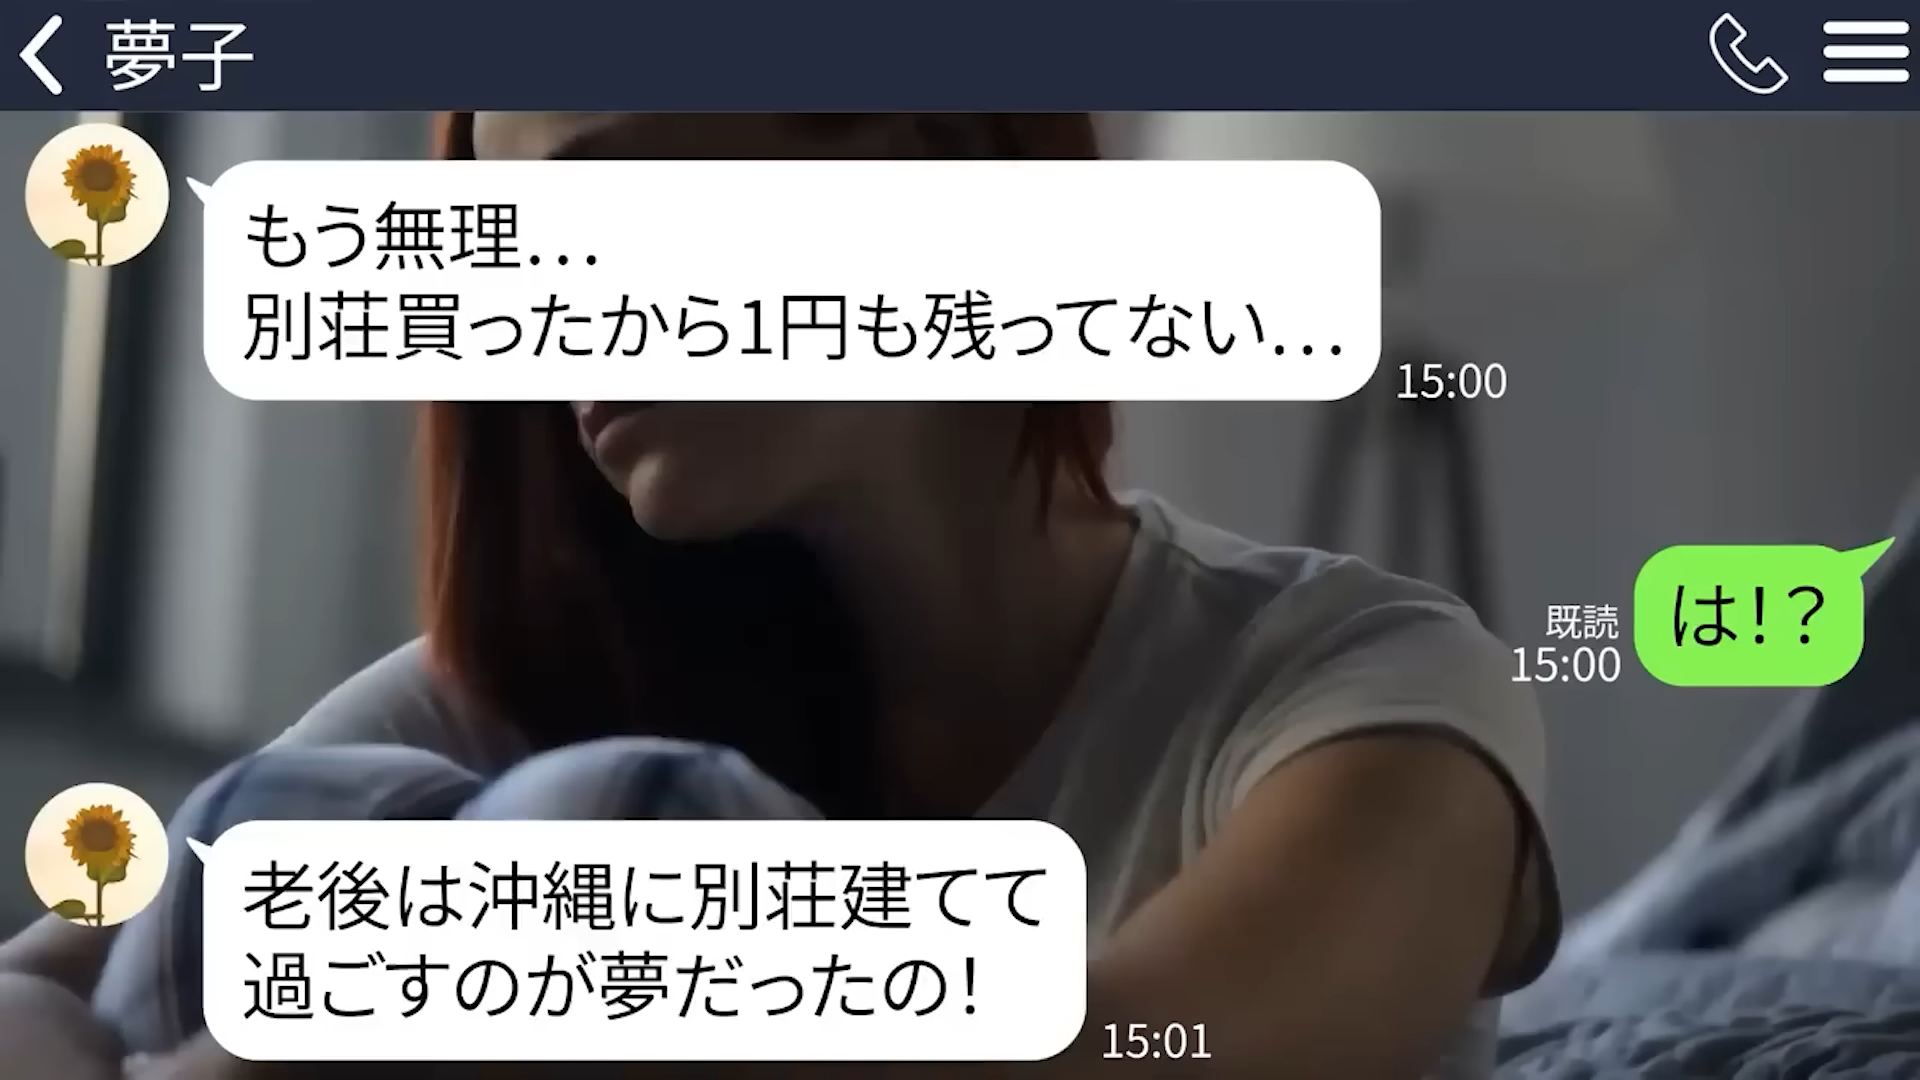 夢子
もう無理…
別荘買ったから1円も残ってない…
15:00
は!?
既読
15:00
老後は沖縄に別荘建てて
過ごすのが夢だったの!
15:01